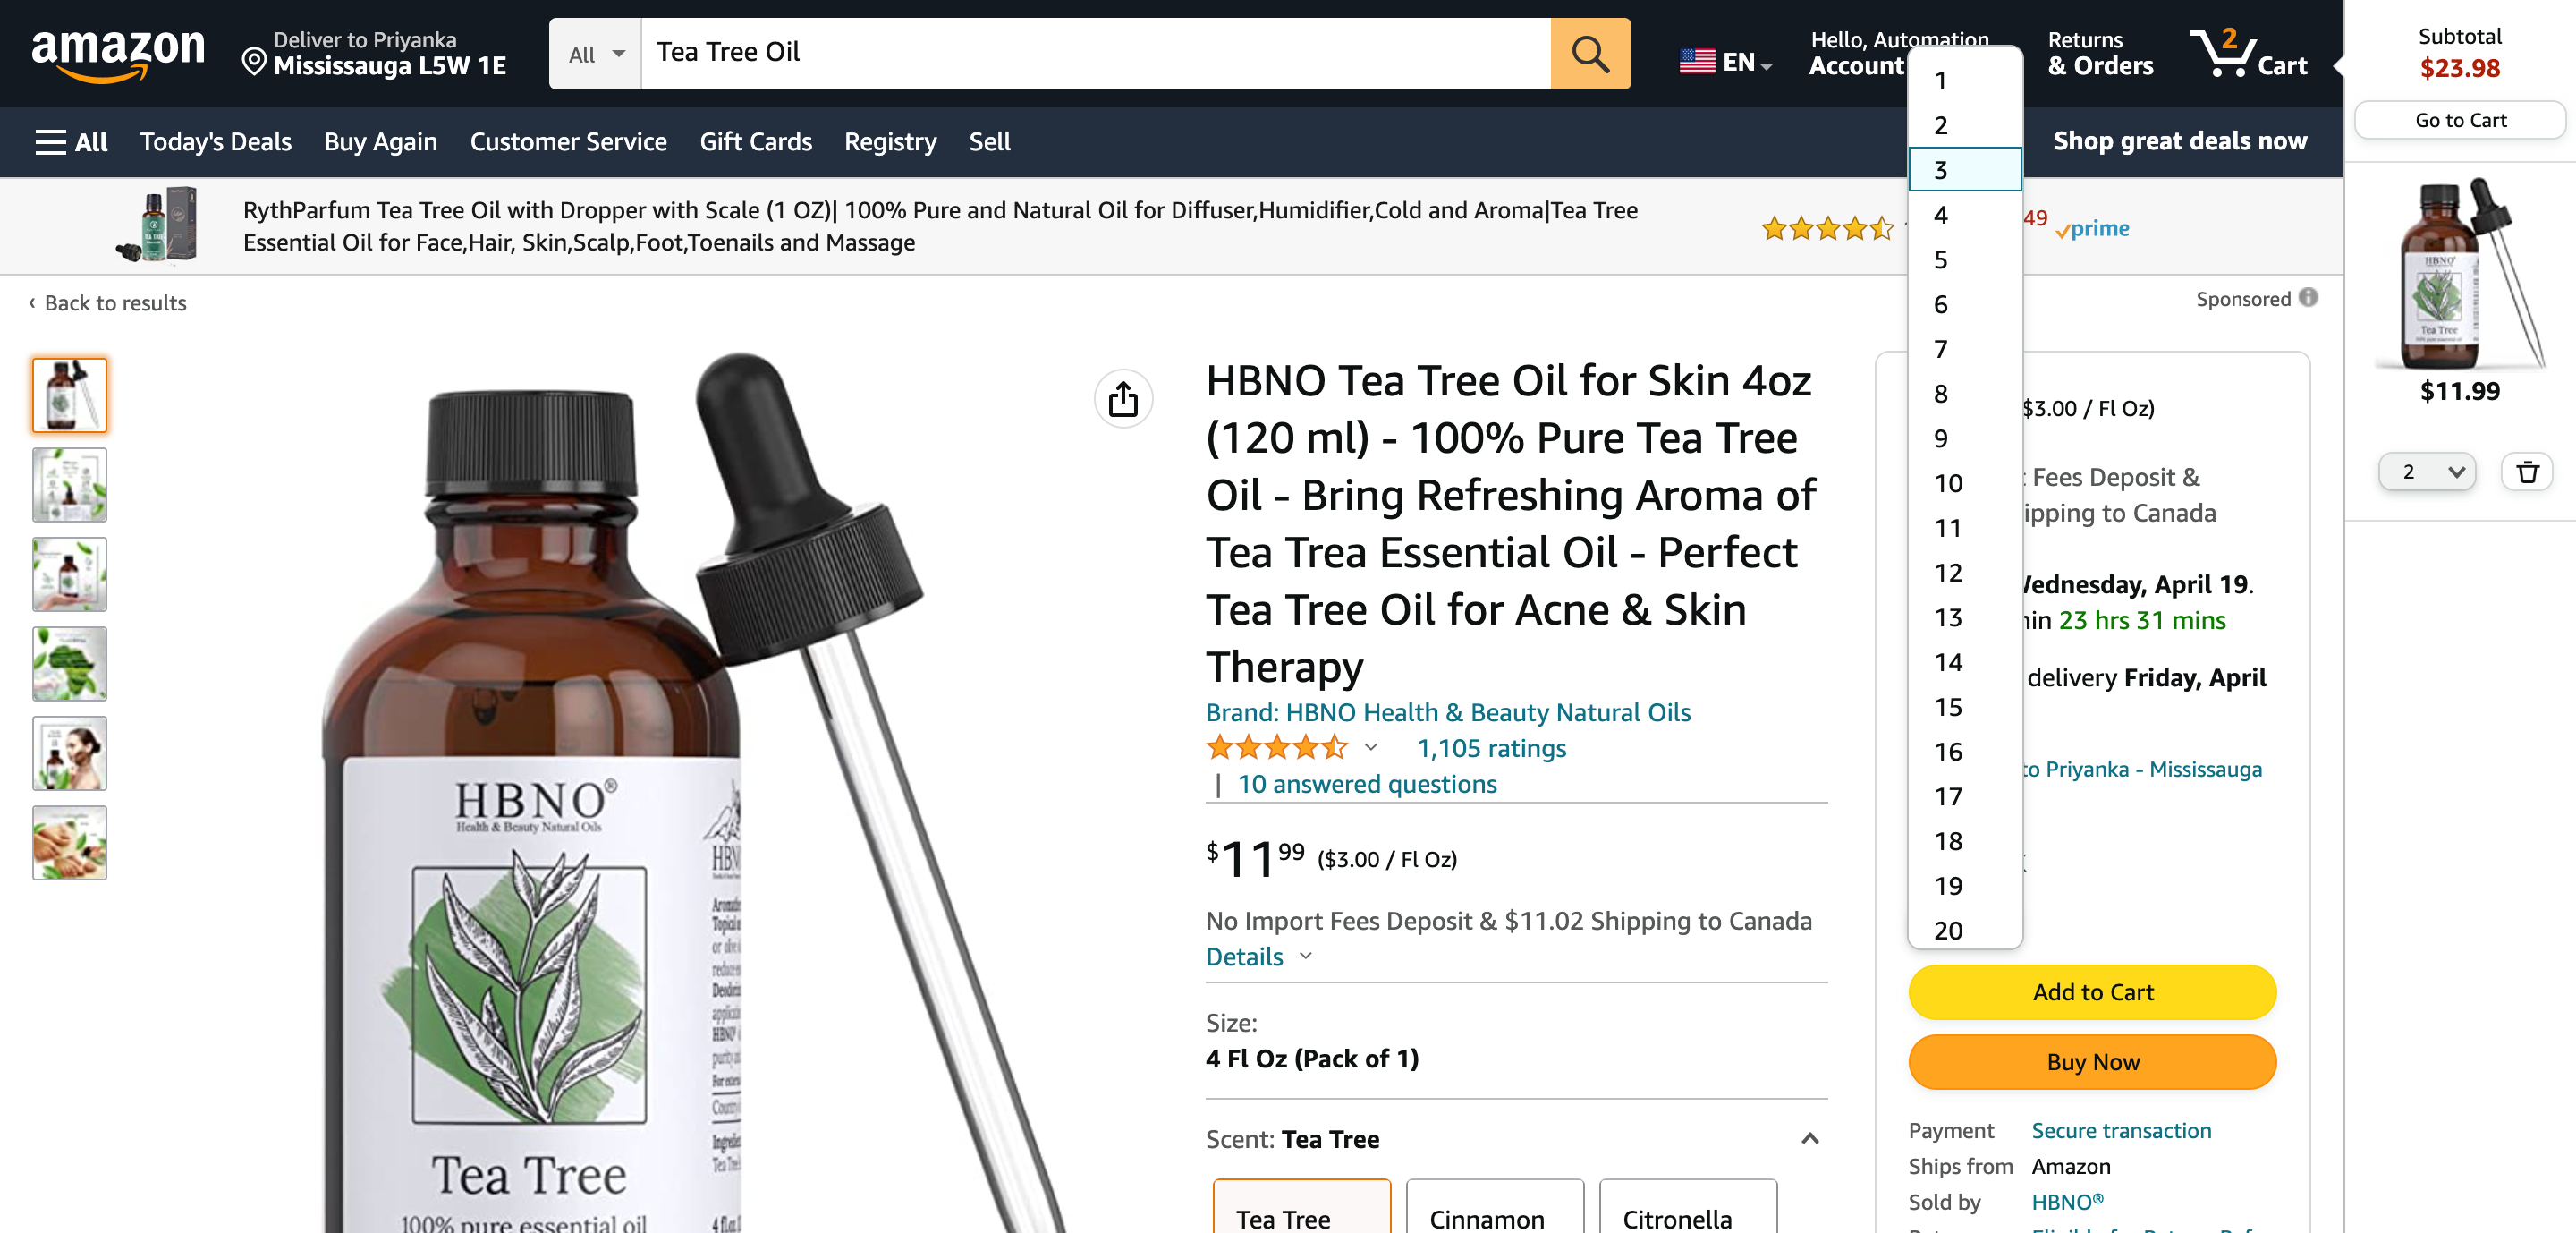 amazon
Deliver to Priyanka
Mississauga L5W 1E
All
Tea Tree Oil
EN
Hello, Automation
Account
Returns
& Orders
2
Cart
Subtotal
$23.98
Go to Cart
All
Today's Deals
Buy Again
Customer Service
Gift Cards
Registry
Sell
Shop great deals now
RythParfum Tea Tree Oil with Dropper with Scale (1 OZ)| 100% Pure and Natural Oil for Diffuser,Humidifier,Cold and Aroma|Tea Tree
Essential Oil for Face,Hair, Skin,Scalp,Foot,Toenails and Massage
49
prime
‹ Back to results
Sponsored
HBNO Tea Tree Oil for Skin 4oz
(120 ml) - 100% Pure Tea Tree
Oil - Bring Refreshing Aroma of
Tea Trea Essential Oil - Perfect
Tea Tree Oil for Acne & Skin
Therapy
Brand: HBNO Health & Beauty Natural Oils
1,105 ratings
| 10 answered questions
$11 99 ($3.00 / Fl Oz)
No Import Fees Deposit & $11.02 Shipping to Canada
Details
Size:
4 Fl Oz (Pack of 1)
Scent: Tea Tree
Tea Tree
Cinnamon
Citronella
HBNO®
Health & Beauty Natural Oils
Tea Tree
100% pure essential oil
1
2
3
4
5
6
7
8
9
10
11
12
13
14
15
16
17
18
19
20
$3.00 / Fl Oz)
Fees Deposit &
ipping to Canada
Wednesday, April 19.
in 23 hrs 31 mins
delivery Friday, April
to Priyanka - Mississauga
Add to Cart
Buy Now
Payment
Secure transaction
Ships from
Amazon
Sold by
HBNO®
HBNO
Tea Tree
$11.99
2